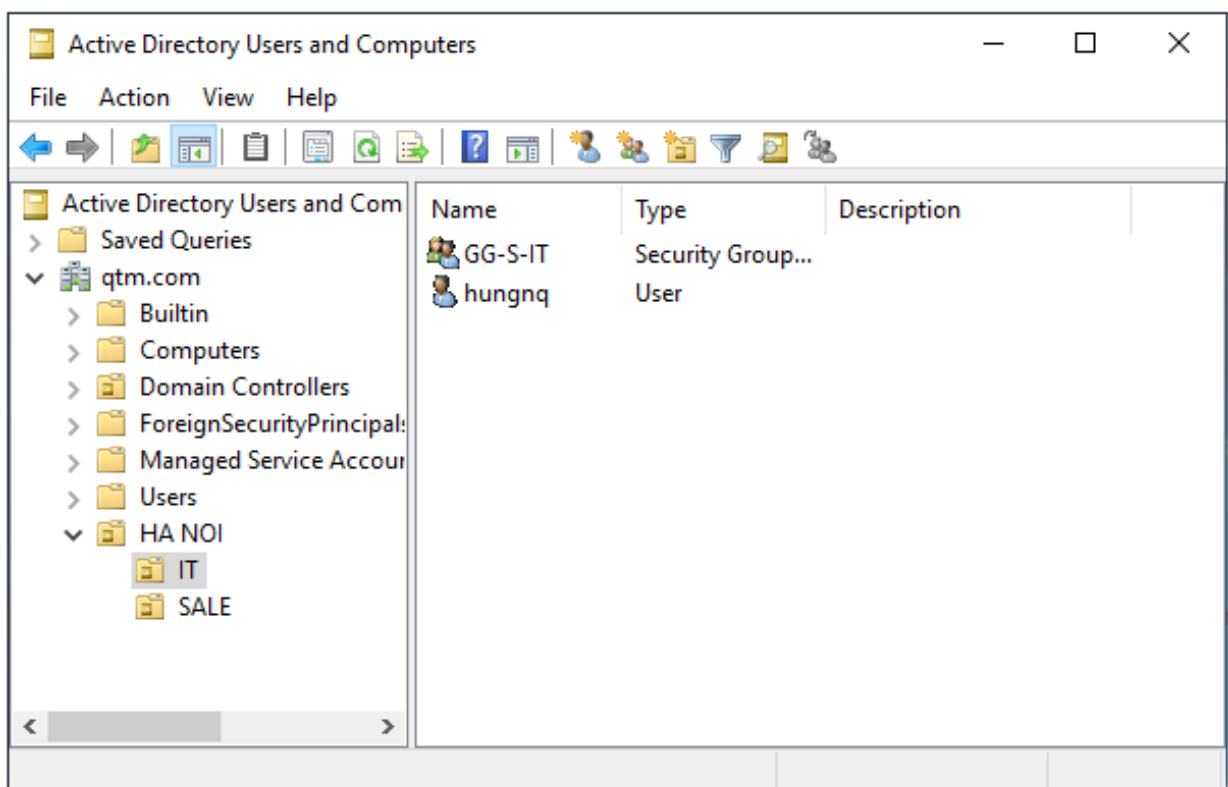 Active Directory Users and Computers
File Action View Help
Active Directory Users and Com
Saved Queries
qtm.com
Builtin
Computers
Domain Controllers
ForeignSecurityPrincipals
Managed Service Accour
Users
HA NOI
IT
SALE
Name Type Description
GG-S-IT Security Group...
hungnq User